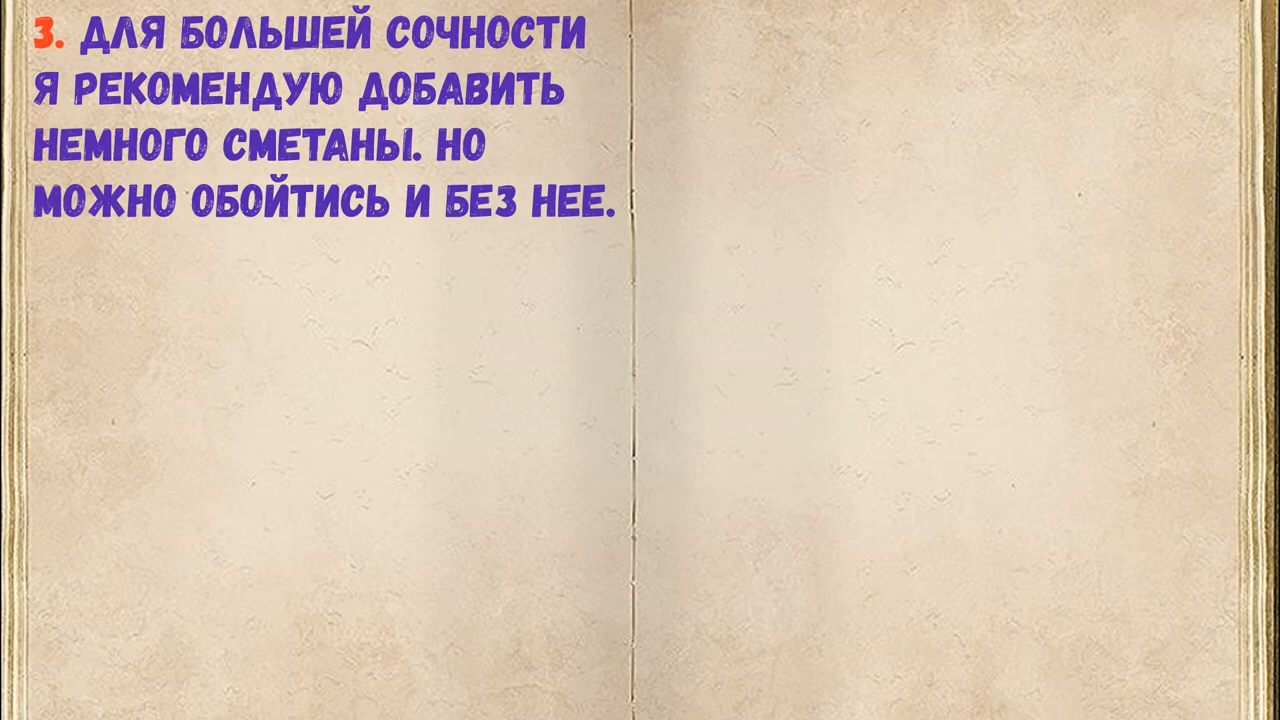 3. ДЛЯ БОЛЬШЕЙ СОЧНОСТИ
Я РЕКОМЕНДУЮ ДОБАВИТЬ
НЕМНОГО СМЕТАНЫ. НО
МОЖНО ОБОЙТИСЬ И БЕЗ НЕЕ.